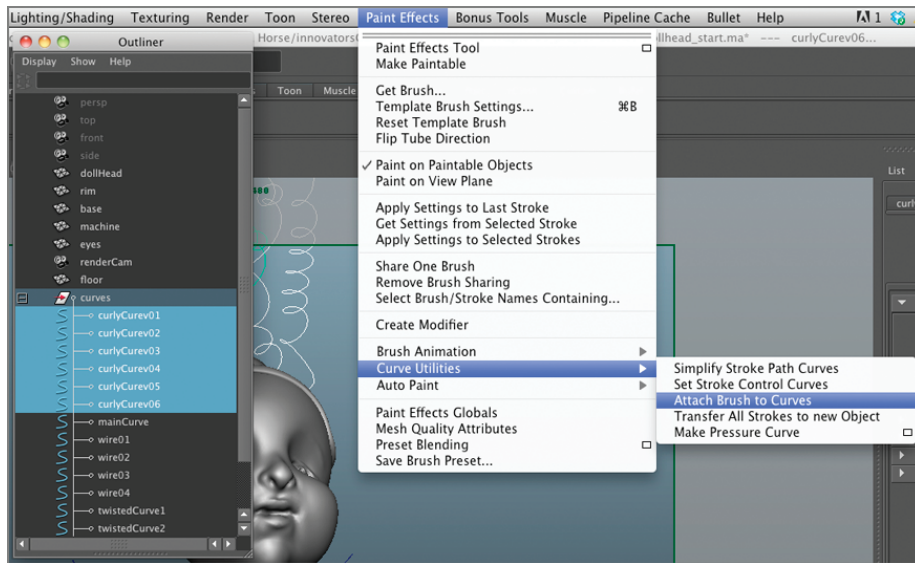 Lighting/Shading Texturing Render Toon Stereo Paint Effects Bonus Tools Muscle Pipeline Cache Bullet Help 1
Outliner
Horse/innovators
llhead_start.ma* --- curlyCurev06...
Display Show Help
Toon Muscle
persp
top
front
side
dollHead
rim
base
machine
eyes
renderCam
floor
curves
curlyCurev01
curlyCurev02
curlyCurev03
curlyCurev04
curlyCurev05
curlyCurev06
mainCurve
wire01
wire02
wire03
wire04
twistedCurve1
twistedCurve2
Paint Effects Tool
Make Paintable
Get Brush...
Template Brush Settings... ⌘B
Reset Template Brush
Flip Tube Direction
✓ Paint on Paintable Objects
Paint on View Plane
Apply Settings to Last Stroke
Get Settings from Selected Stroke
Apply Settings to Selected Strokes
Share One Brush
Remove Brush Sharing
Select Brush/Stroke Names Containing...
Create Modifier
Brush Animation
Curve Utilities
Auto Paint
Paint Effects Globals
Mesh Quality Attributes
Preset Blending
Save Brush Preset...
Simplify Stroke Path Curves
Set Stroke Control Curves
Attach Brush to Curves
Transfer All Strokes to new Object
Make Pressure Curve
List
curl